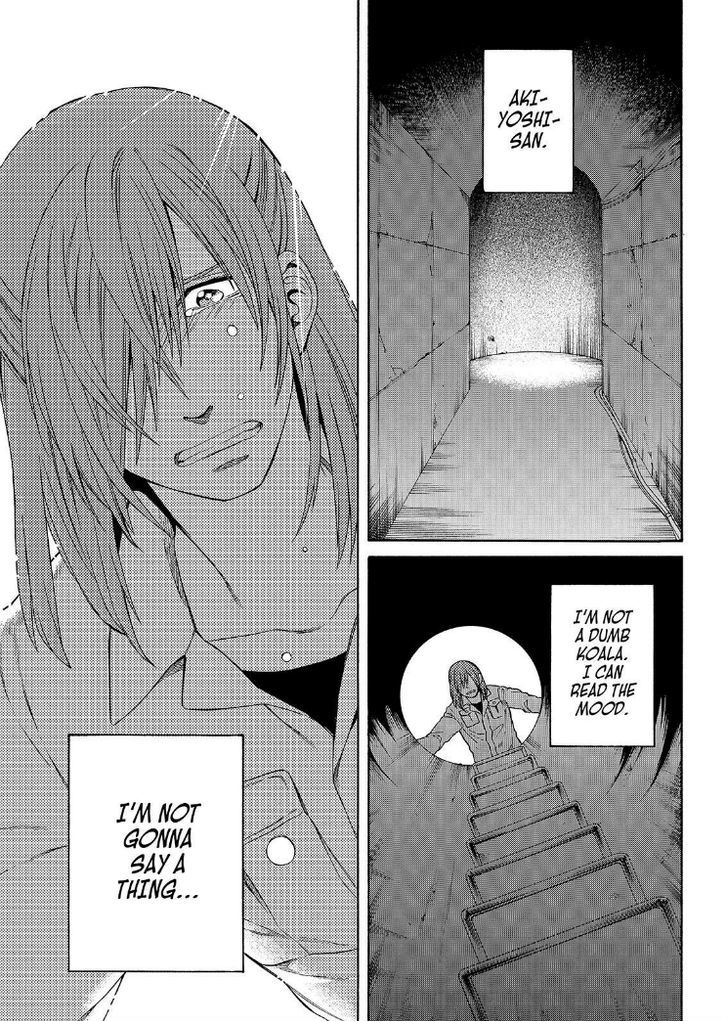 AKI-
YOSHI-
SAN.
I'M NOT
A DUMB
KOALA.
I CAN
READ THE
MOOD.
I'M NOT
GONNA
SAY A
THING...